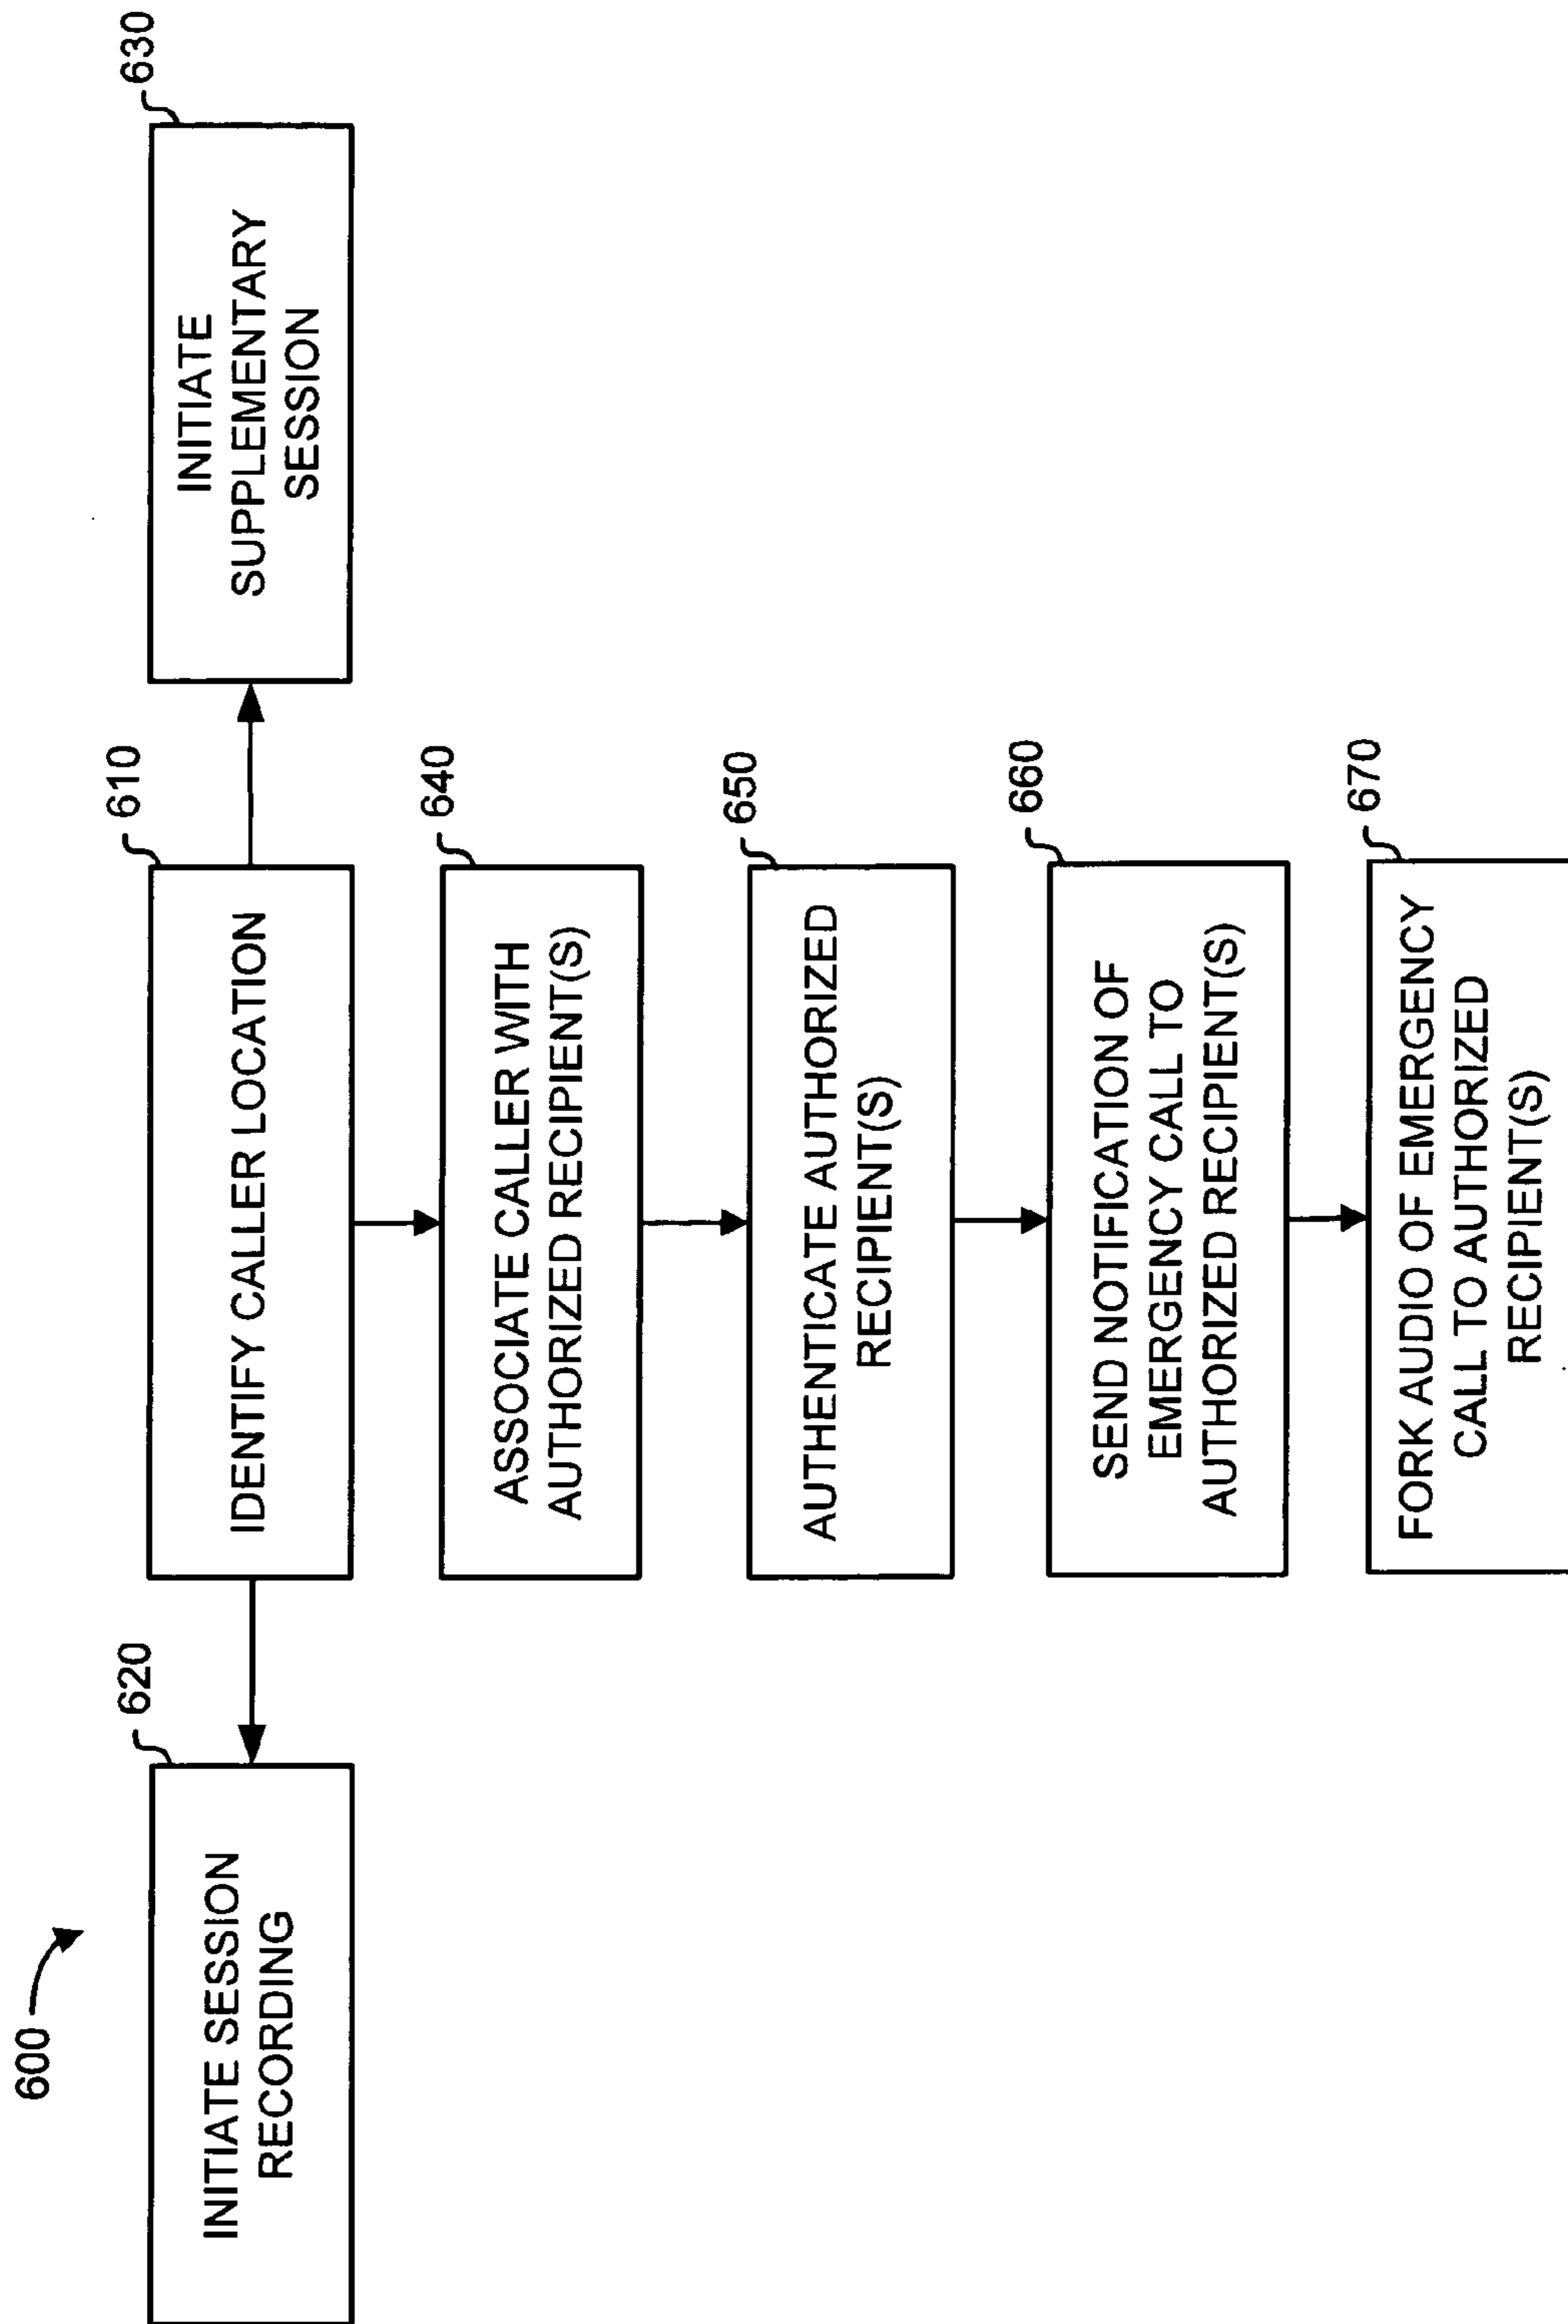 600
620
INITIATE SESSION
RECORDING
610
IDENTIFY CALLER LOCATION
630
INITIATE
SUPPLEMENTARY
SESSION
640
ASSOCIATE CALLER WITH
AUTHORIZED RECIPIENT(S)
650
AUTHENTICATE AUTHORIZED
RECIPIENT(S)
660
SEND NOTIFICATION OF
EMERGENCY CALL TO
AUTHORIZED RECIPIENT(S)
670
FORK AUDIO OF EMERGENCY
CALL TO AUTHORIZED
RECIPIENT(S)